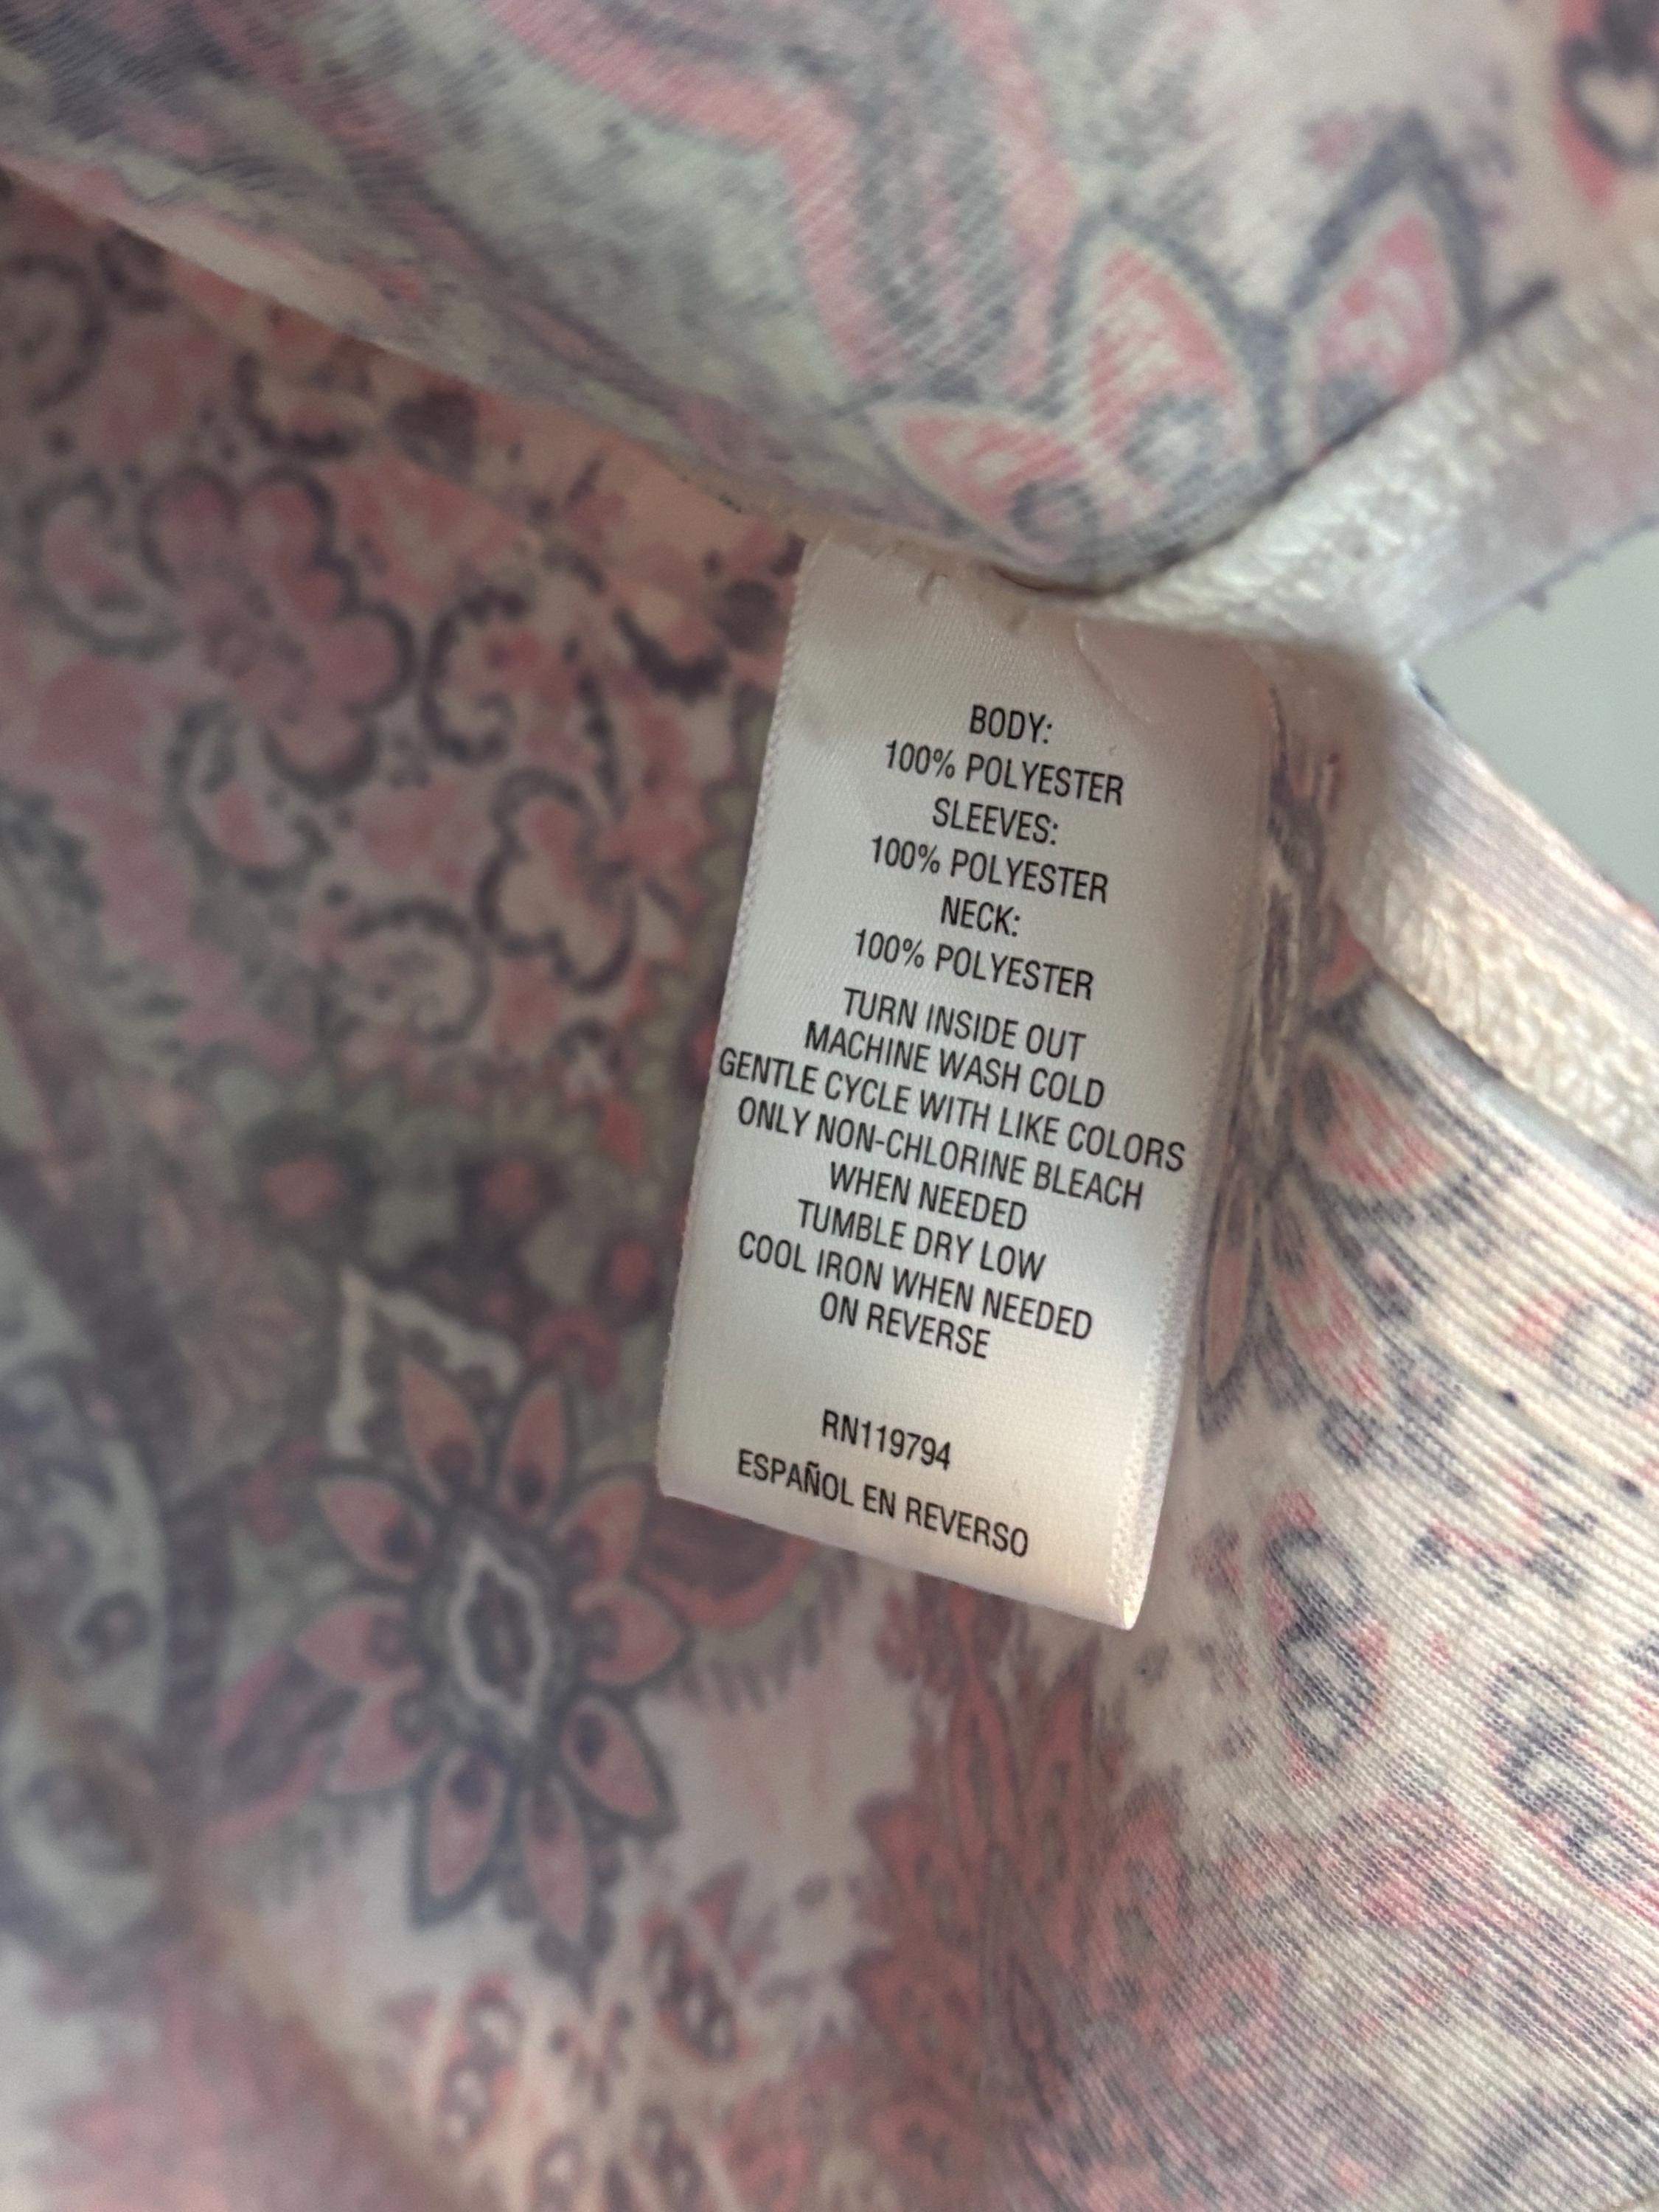 BODY:
100% POLYESTER
SLEEVES:
100% POLYESTER
NECK:
100% POLYESTER
TURN INSIDE OUT
MACHINE WASH COLD
GENTLE CYCLE WITH LIKE COLORS
ONLY NON-CHLORINE BLEACH
WHEN NEEDED
TUMBLE DRY LOW
COOL IRON WHEN NEEDED
ON REVERSE
RN119794
ESPAÑOL EN REVERSO